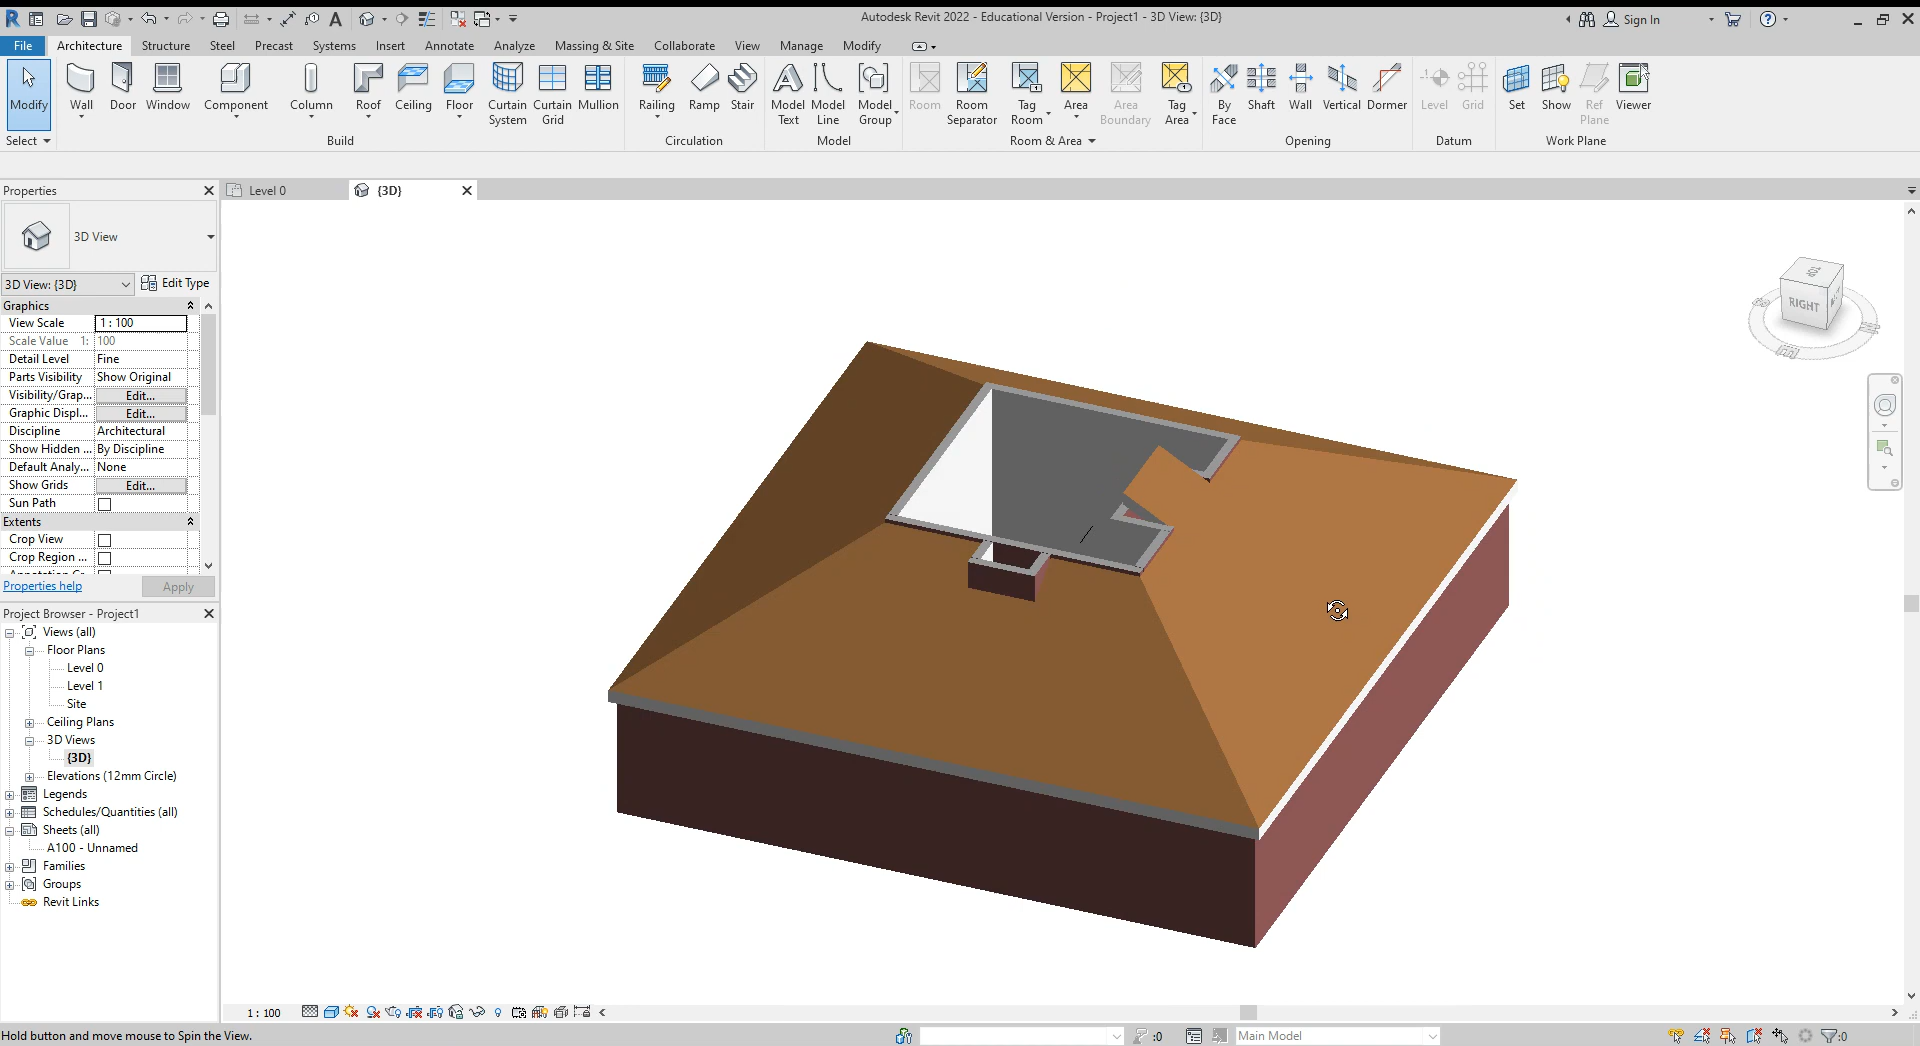 Autodesk Revit 2022 - Educational Version - Project1 - 3D View: {3D}
Sign In
File Architecture Structure Steel Precast Systems Insert Annotate Analyze Massing & Site Collaborate View Manage Modify
Modify Wall Door Window Component Column Roof Ceiling Floor Curtain System Curtain Grid Mullion Railing Ramp Stair Model Text Model Line Model Group Room Room Separator Tag Room Area Area Boundary Tag Area By Face Shaft Wall Vertical Dormer Level Grid Set Show Ref Plane Viewer
Select Build Circulation Model Room & Area Opening Datum Work Plane
Properties
Level 0
{3D}
3D View
3D View: {3D}
Edit Type
Graphics
View Scale 1 : 100
Scale Value 1: 100
Detail Level Fine
Parts Visibility Show Original
Visibility/Grap... Edit...
Graphic Displ... Edit...
Discipline Architectural
Show Hidden ... By Discipline
Default Analy... None
Show Grids Edit...
Sun Path
Extents
Crop View
Crop Region ...
Properties help
Apply
Project Browser - Project1
Views (all)
Floor Plans
Level 0
Level 1
Site
Ceiling Plans
3D Views
{3D}
Elevations (12mm Circle)
Legends
Schedules/Quantities (all)
Sheets (all)
A100 - Unnamed
Families
Groups
Revit Links
TOP
RIGHT
1 : 100
Hold button and move mouse to Spin the View.
:0
Main Model
:0